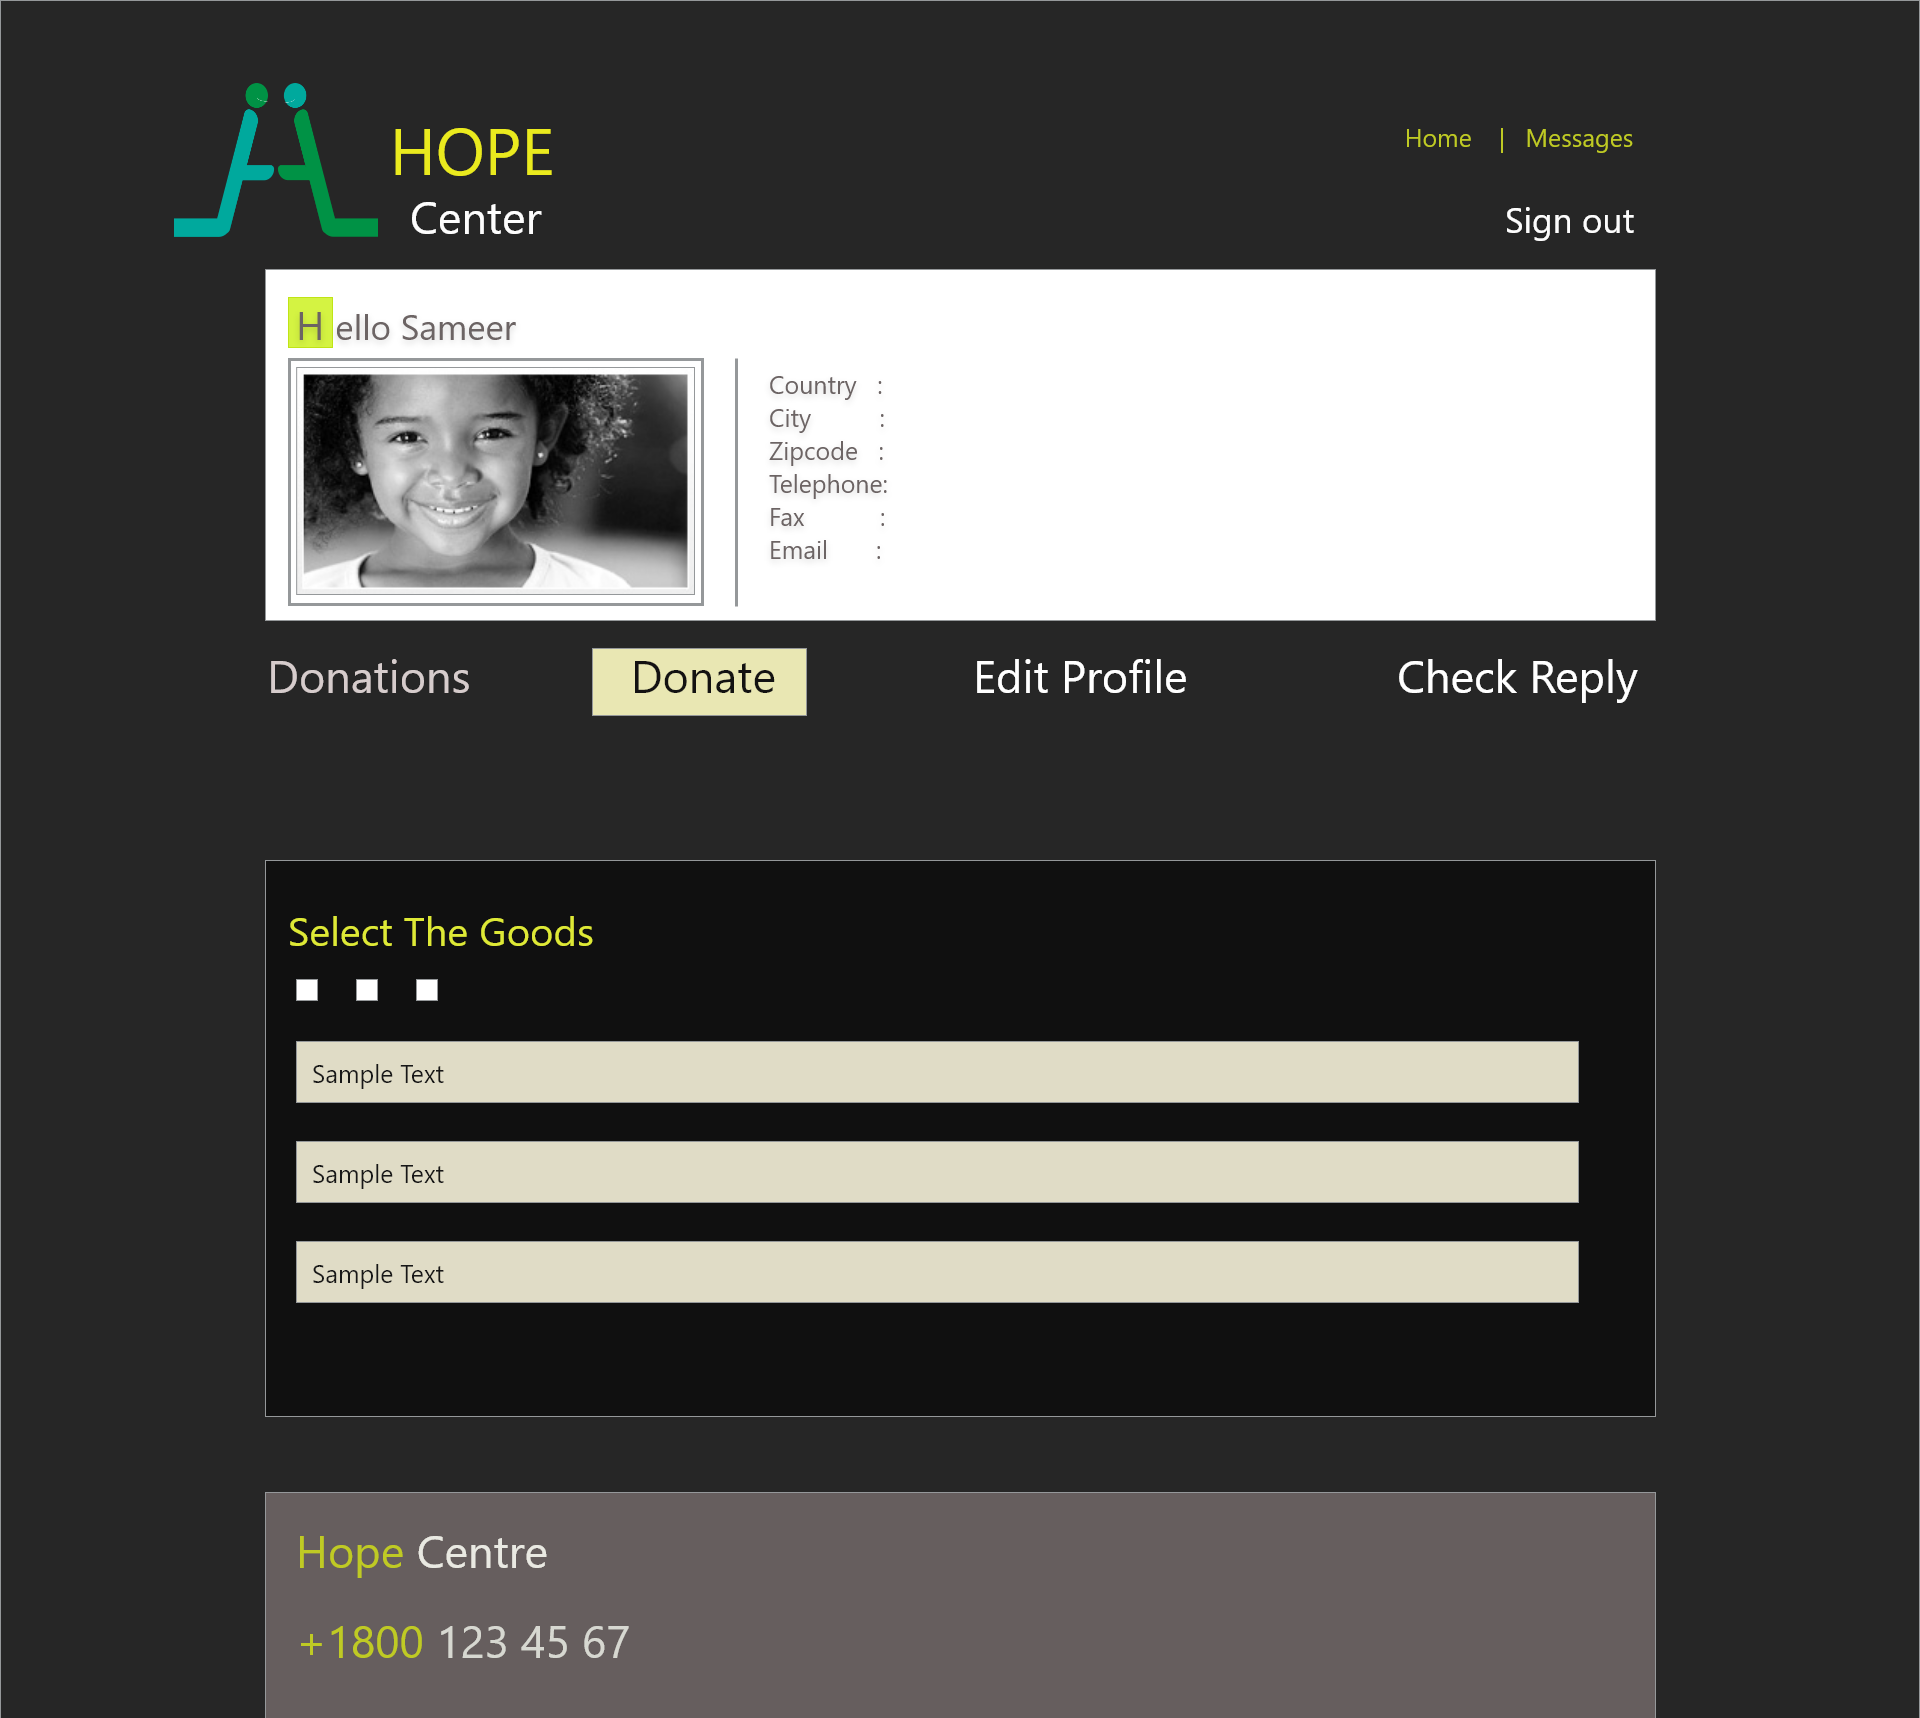 HOPE
Center
Home | Messages
Sign out
Hello Sameer
Country :
City :
Zipcode :
Telephone:
Fax :
Email :
Donations Donate Edit Profile Check Reply
Select The Goods
Sample Text
Sample Text
Sample Text
Hope Centre
+1800 123 45 67